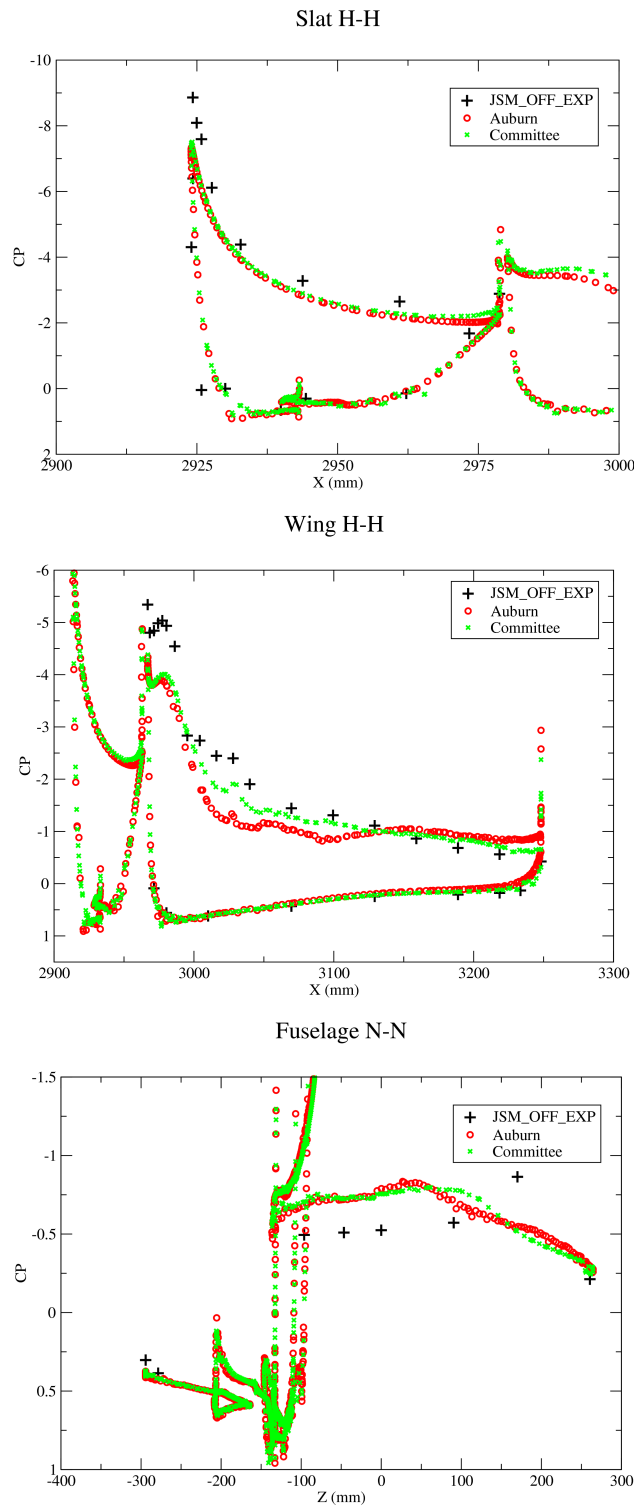 Slat H-H
-10
-8
-6
-4
-2
0
2
CP
JSM_OFF_EXP
Auburn
Committee
2900
2925
2950
2975
3000
X (mm)
Wing H-H
-6
-5
-4
-3
-2
-1
0
1
CP
JSM_OFF_EXP
Auburn
Committee
2900
3000
3100
3200
3300
X (mm)
Fuselage N-N
-1.5
-1
-0.5
0
0.5
1
CP
JSM_OFF_EXP
Auburn
Committee
-400
-300
-200
-100
0
100
200
300
Z (mm)